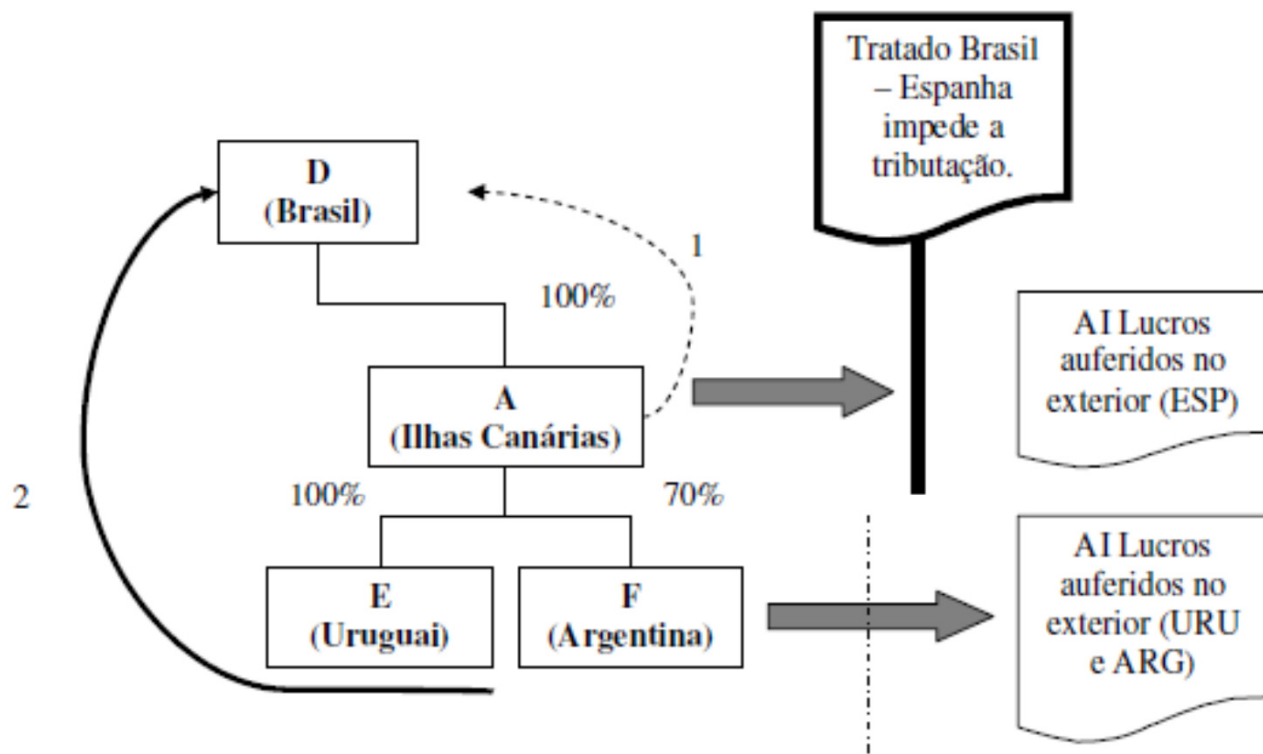 Tratado Brasil
– Espanha
impede a
tributação.
D
(Brasil)
1
100%
AI Lucros
auferidos no
exterior (ESP)
A
(Ilhas Canárias)
2
100%
70%
E
(Uruguai)
F
(Argentina)
AI Lucros
auferidos no
exterior (URU
e ARG)